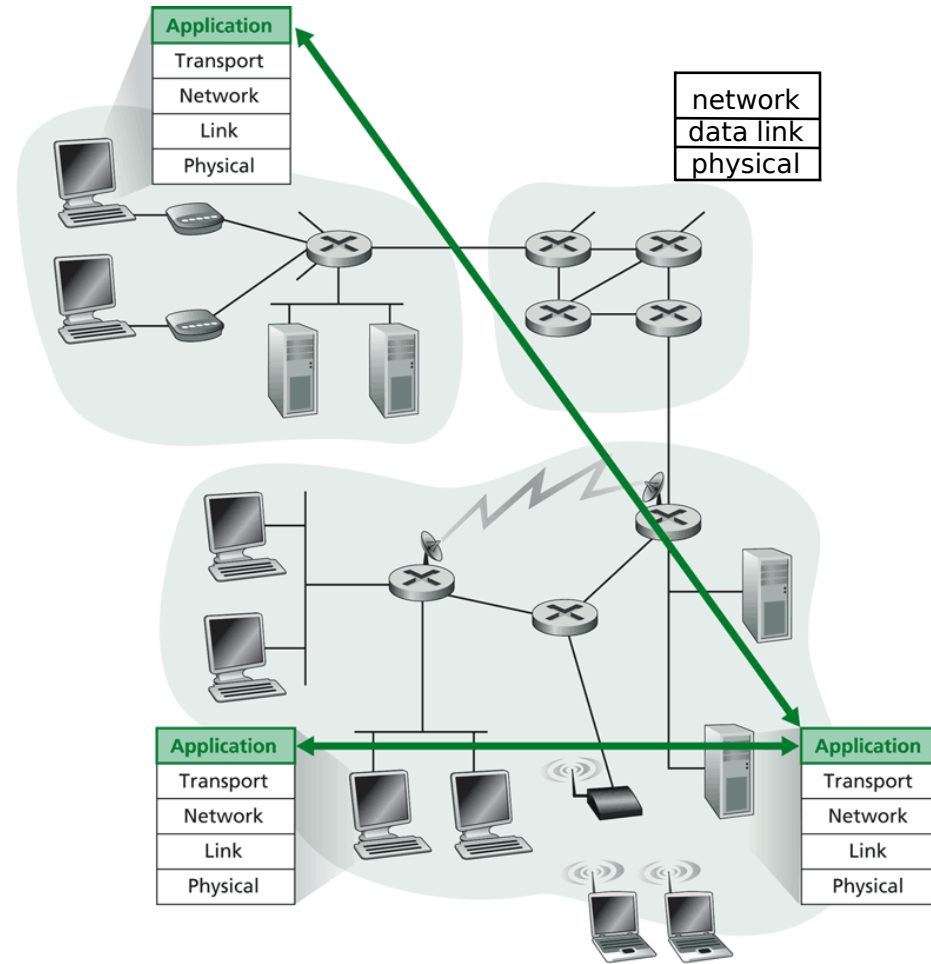 Application
Transport
Network
Link
Physical
network
data link
physical
Application
Transport
Network
Link
Physical
Application
Transport
Network
Link
Physical